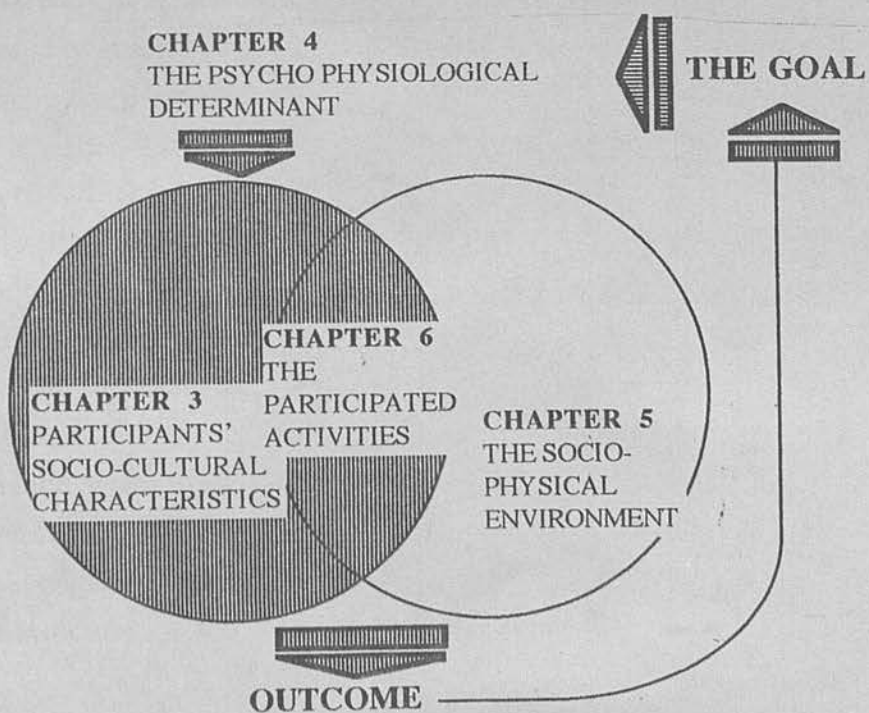 CHAPTER 4
THE PSYCHO PHYSIOLOGICAL
DETERMINANT
THE GOAL
CHAPTER 6
THE
PARTICIPATED
ACTIVITIES
CHAPTER 3
PARTICIPANTS'
SOCIO-CULTURAL
CHARACTERISTICS
CHAPTER 5
THE SOCIO-
PHYSICAL
ENVIRONMENT
OUTCOME